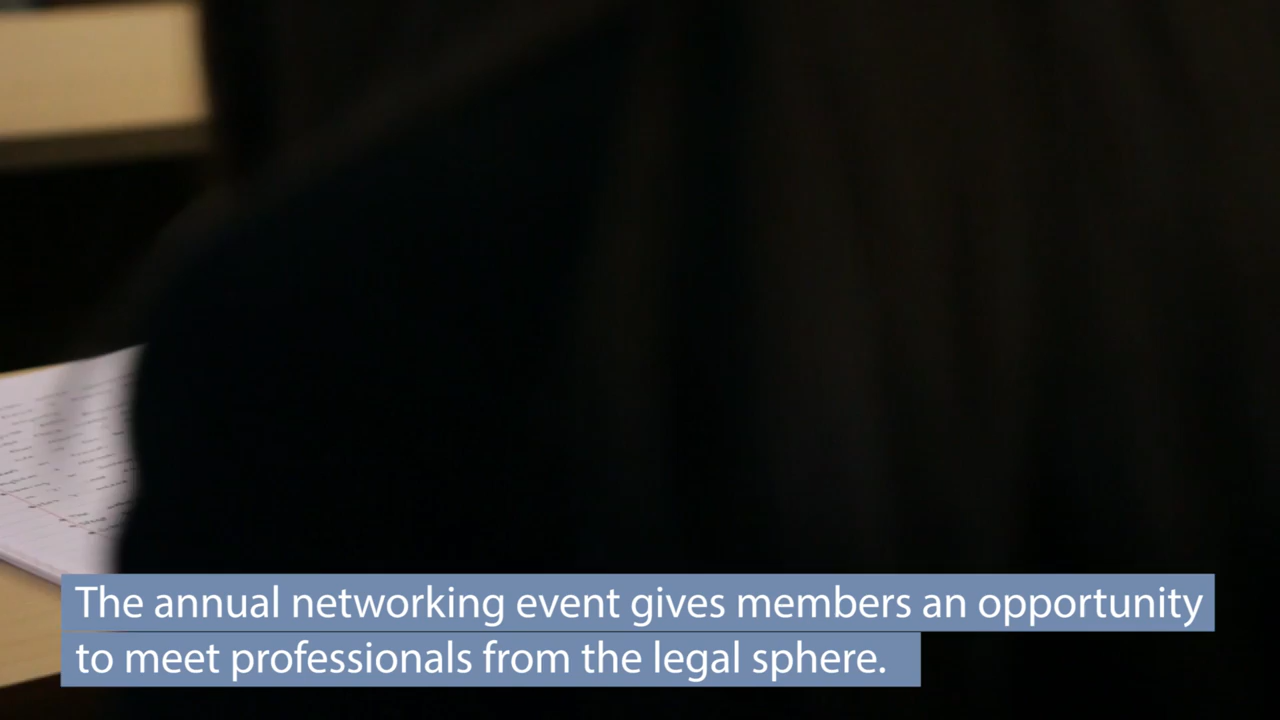 The annual networking event gives members an opportunity
to meet professionals from the legal sphere.